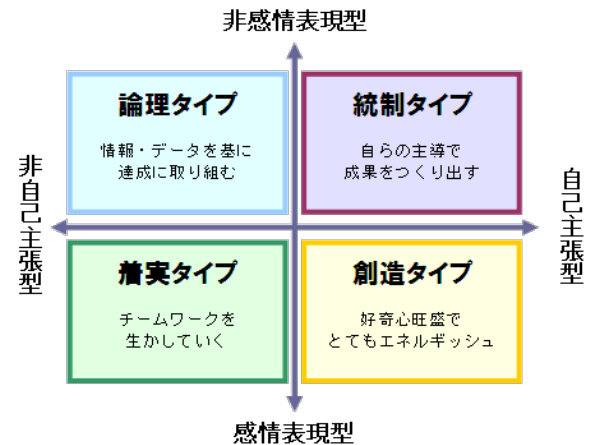 非感情表現型
論理タイプ
情報・データを基に
達成に取り組む
統制タイプ
自らの主導で
成果をつくり出す
非自己主張型
自己主張型
着実タイプ
チームワークを
生かしていく
創造タイプ
好奇心旺盛で
とてもエネルギッシュ
感情表現型